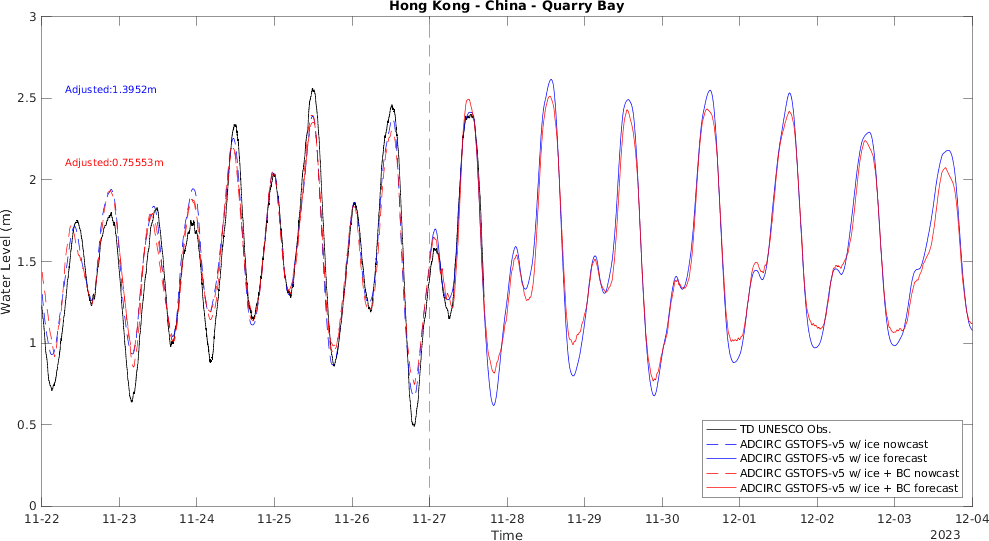 Hong Kong - China - Quarry Bay
3
2.5
2
1.5
1
0.5
0
Water Level (m)
Adjusted:1.3952m
Adjusted:0.75553m
TD UNESCO Obs.
ADCIRC GSTOFS-v5 w/ ice nowcast
ADCIRC GSTOFS-v5 w/ ice forecast
ADCIRC GSTOFS-v5 w/ ice + BC nowcast
ADCIRC GSTOFS-v5 w/ ice + BC forecast
11-22 11-23 11-24 11-25 11-26 11-27 11-28 11-29 11-30 12-01 12-02 12-03 12-04
Time
2023